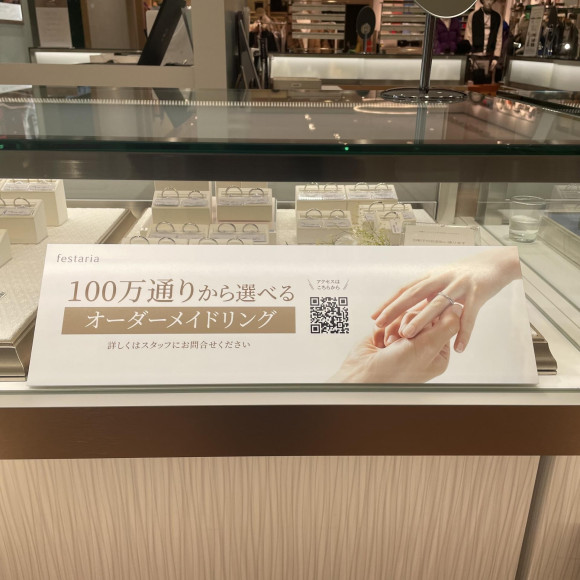 festaria
100万通りから選べる
オーダーメイドリング
詳しくはスタッフにお問合せください
アクセスは
こちらから